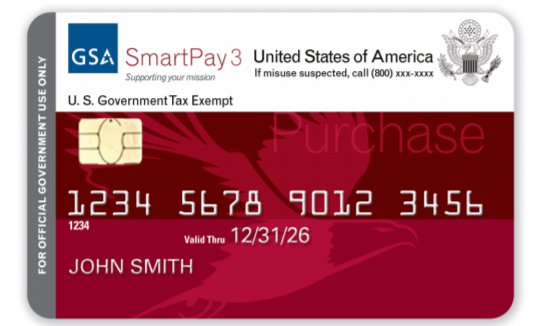 FOR OFFICIAL GOVERNMENT USE ONLY
GSA SmartPay 3
Supporting your mission
United States of America
If misuse suspected, call (800) xxx-xxxx
U. S. Government Tax Exempt
Purchase
1234 5678 9012 3456
1234
Valid Thru 12/31/26
JOHN SMITH